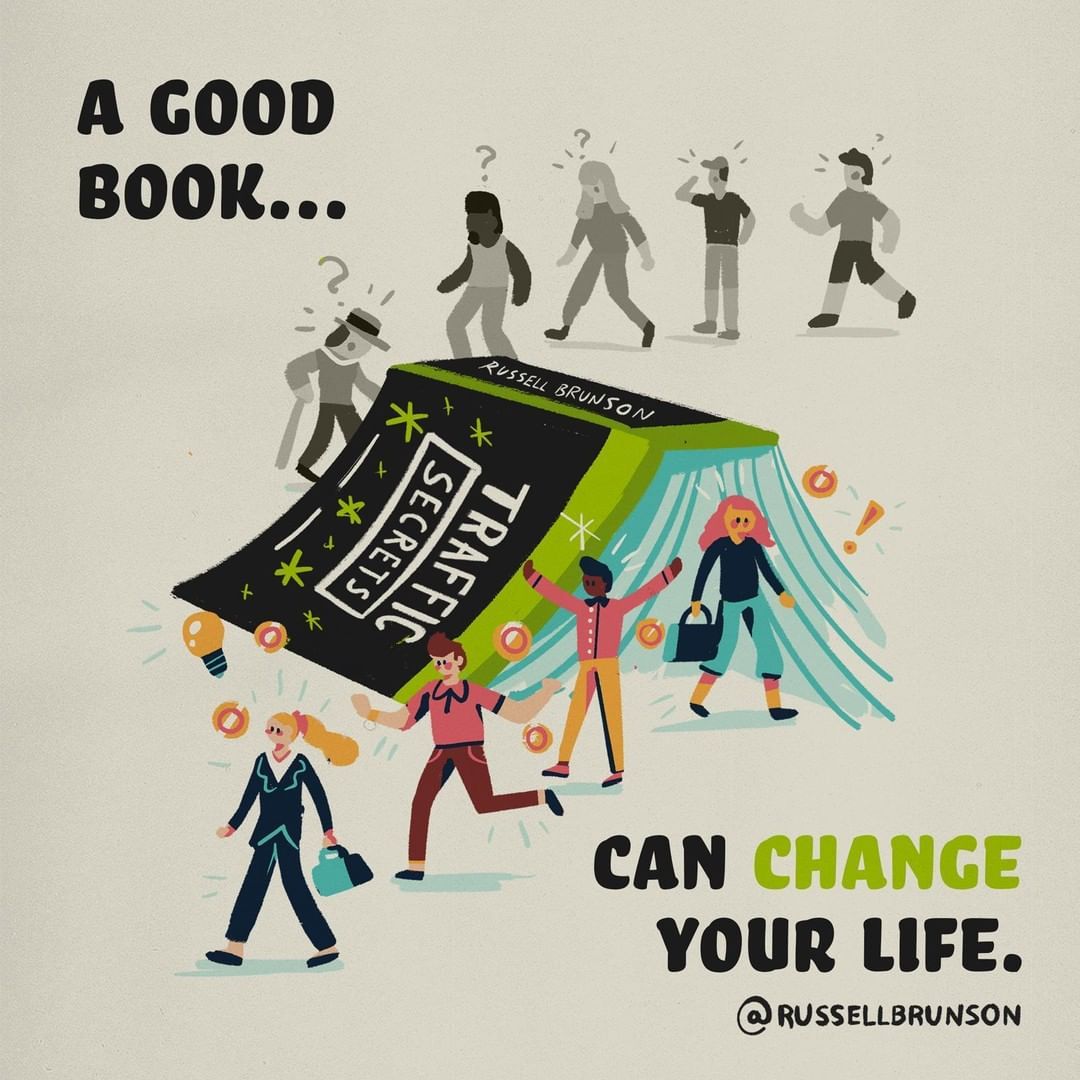 A GOOD
BOOK...
RUSSELL BRUNSON
TRAFFIC
SECRETS
CAN CHANGE
YOUR LIFE.
@RUSSELLBRUNSON